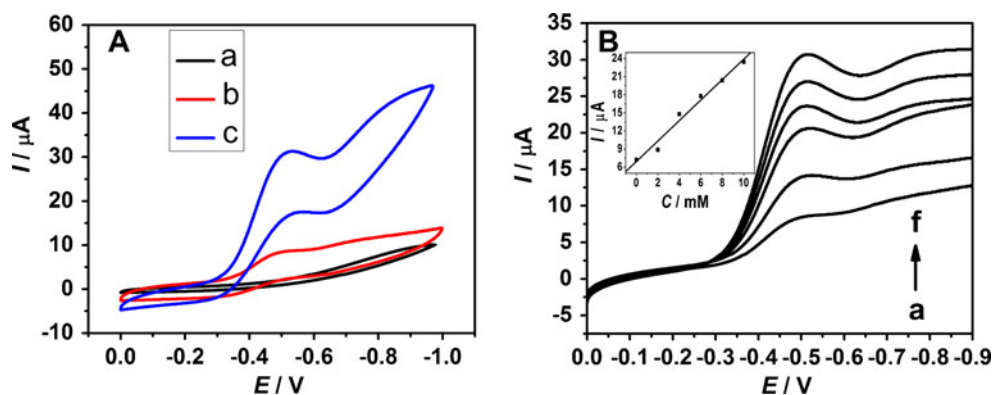 A
a
b
c
I / µA
60
50
40
30
20
10
0
-10
0.0 -0.2 -0.4 -0.6 -0.8 -1.0
E / V
B
I / µA
35
30
25
20
15
10
5
0
-5
0.0 -0.1 -0.2 -0.3 -0.4 -0.5 -0.6 -0.7 -0.8 -0.9
E / V
I / µA
24
21
18
15
12
9
6
0 2 4 6 8 10
C / mM
f
a